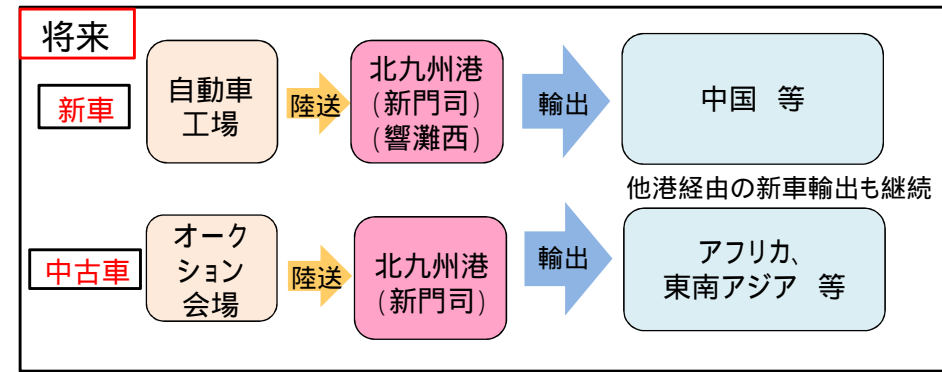 将来
新車
自動車
工場
陸送
北九州港
(新門司)
(響灘西)
輸出
中国 等
他港経由の新車輸出も継続
中古車
オーク
ション
会場
陸送
北九州港
(新門司)
輸出
アフリカ、
東南アジア 等